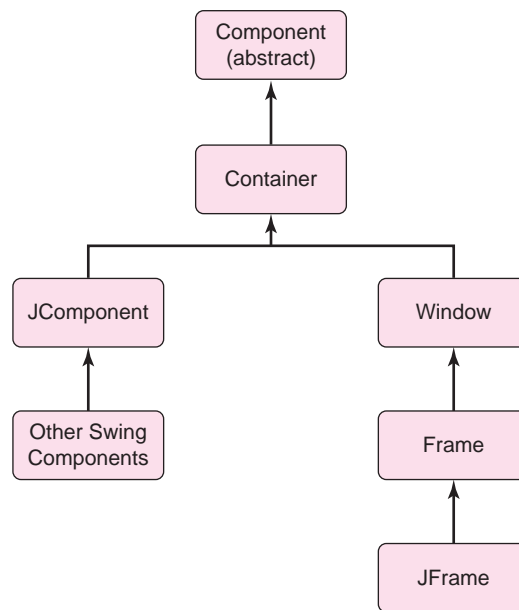 Component
(abstract)
Container
JComponent
Window
Other Swing
Components
Frame
JFrame